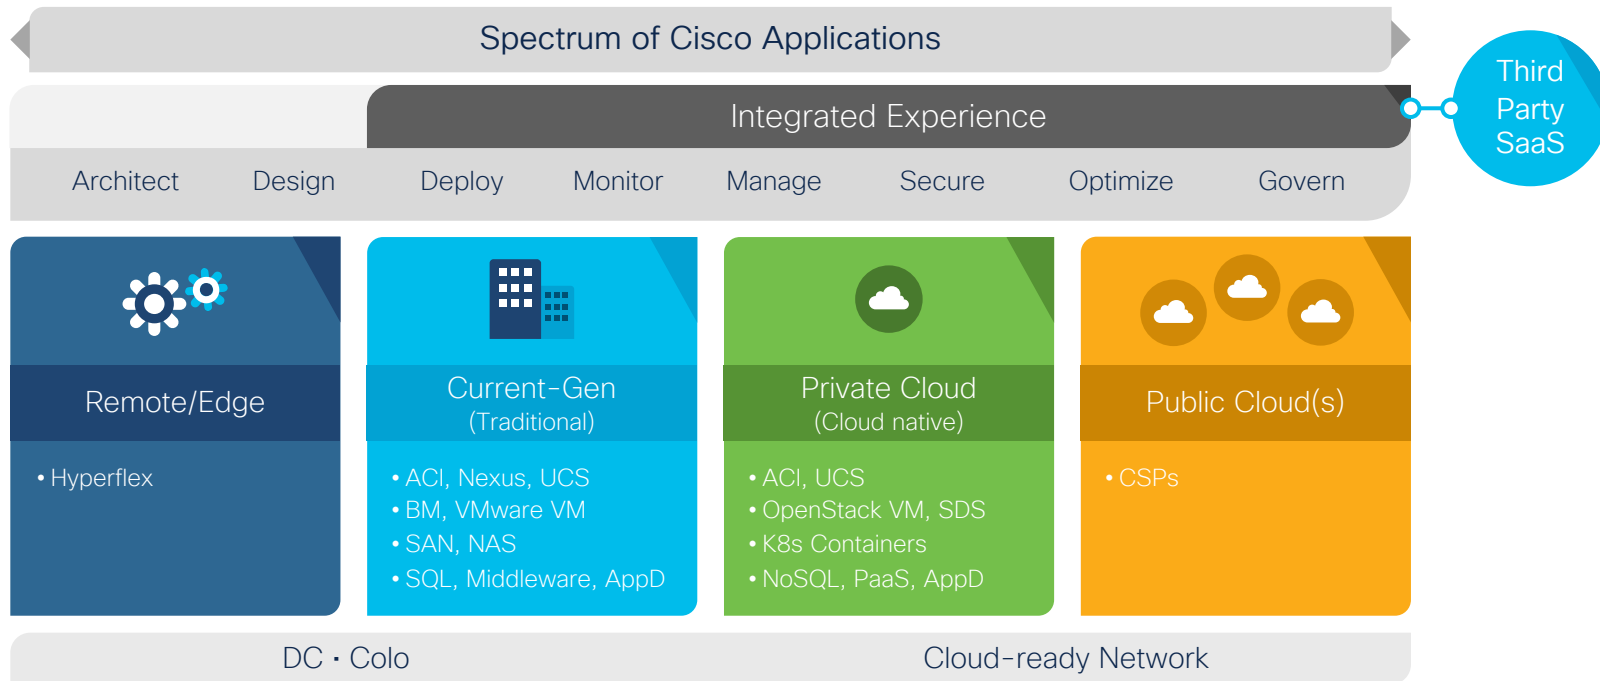 Spectrum of Cisco Applications
Third
Party
SaaS
Integrated Experience
Architect Design Deploy Monitor Manage Secure Optimize Govern
Remote/Edge
• Hyperflex
Current-Gen
(Traditional)
• ACI, Nexus, UCS
• BM, VMware VM
• SAN, NAS
• SQL, Middleware, AppD
Private Cloud
(Cloud native)
• ACI, UCS
• OpenStack VM, SDS
• K8s Containers
• NoSQL, PaaS, AppD
Public Cloud(s)
• CSPs
DC · Colo
Cloud-ready Network